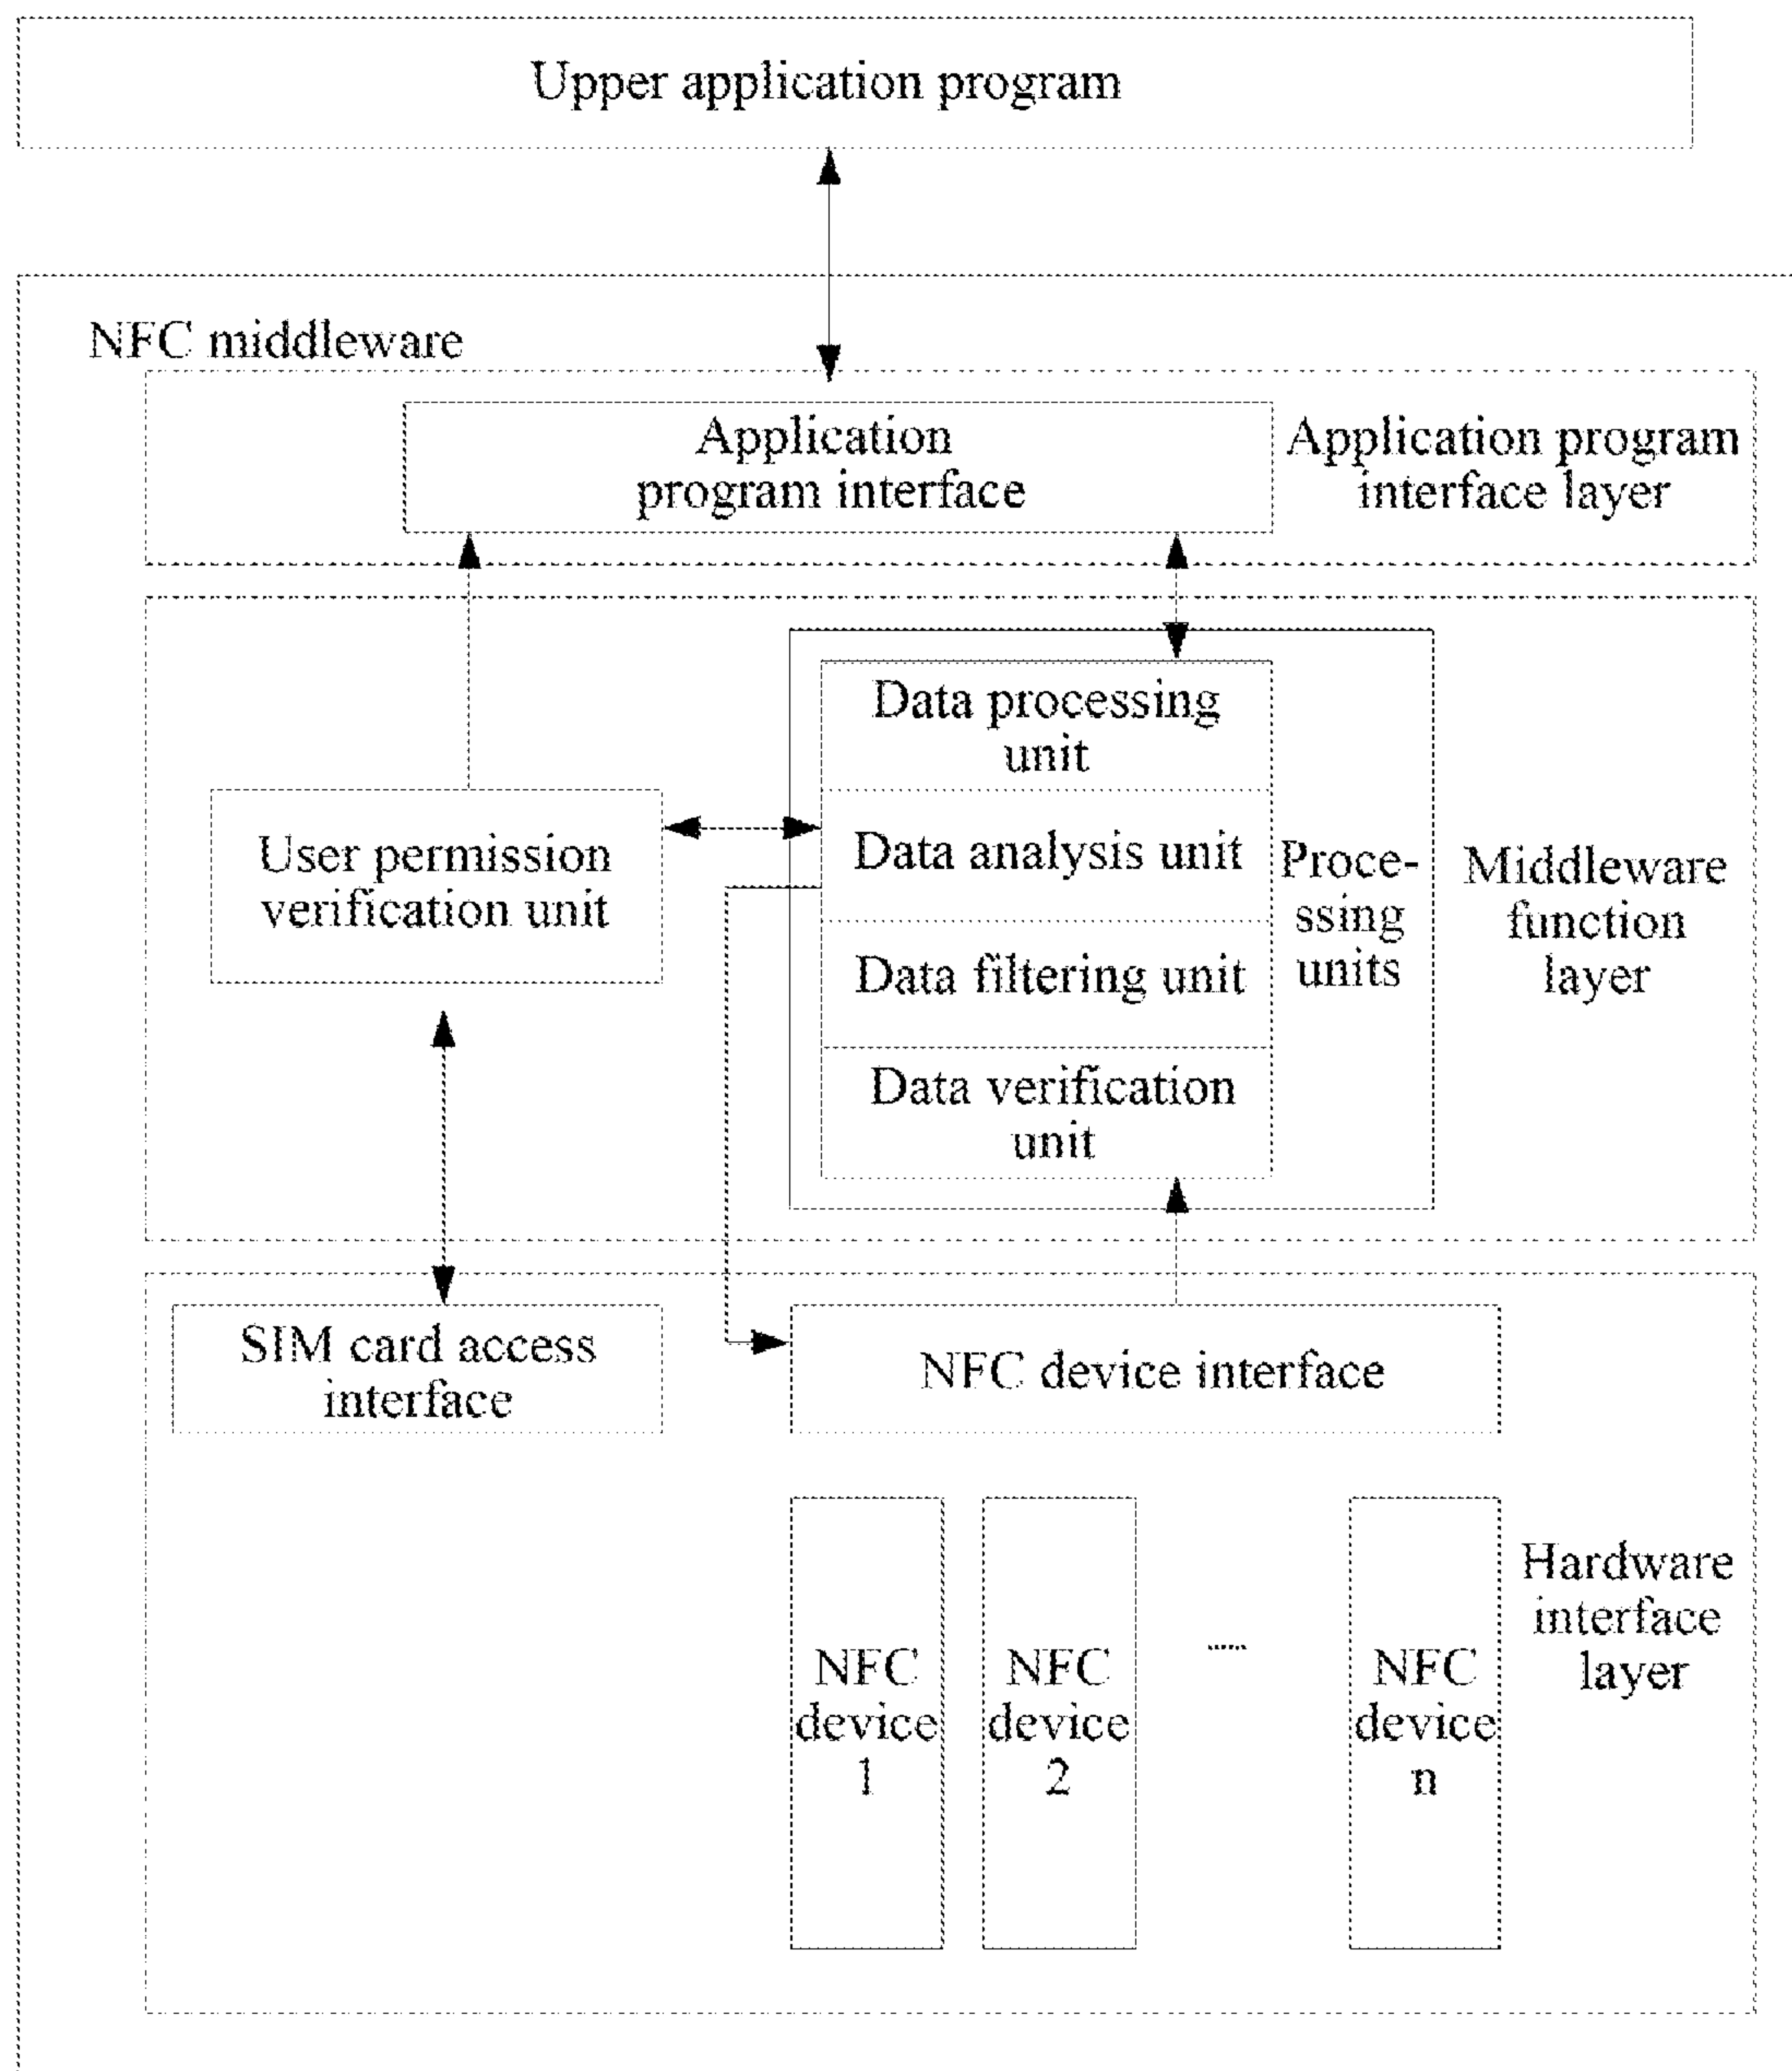 Upper application program
NFC middleware
Application
program interface
Application program
interface layer
Data processing
unit
User permission
verification unit
Data analysis unit
Data filtering unit
Data verification
unit
Proce-
ssing
units
Middleware
function
layer
SIM card access
interface
NFC device interface
NFC
device
1
NFC
device
2
......
NFC
device
n
Hardware
interface
layer